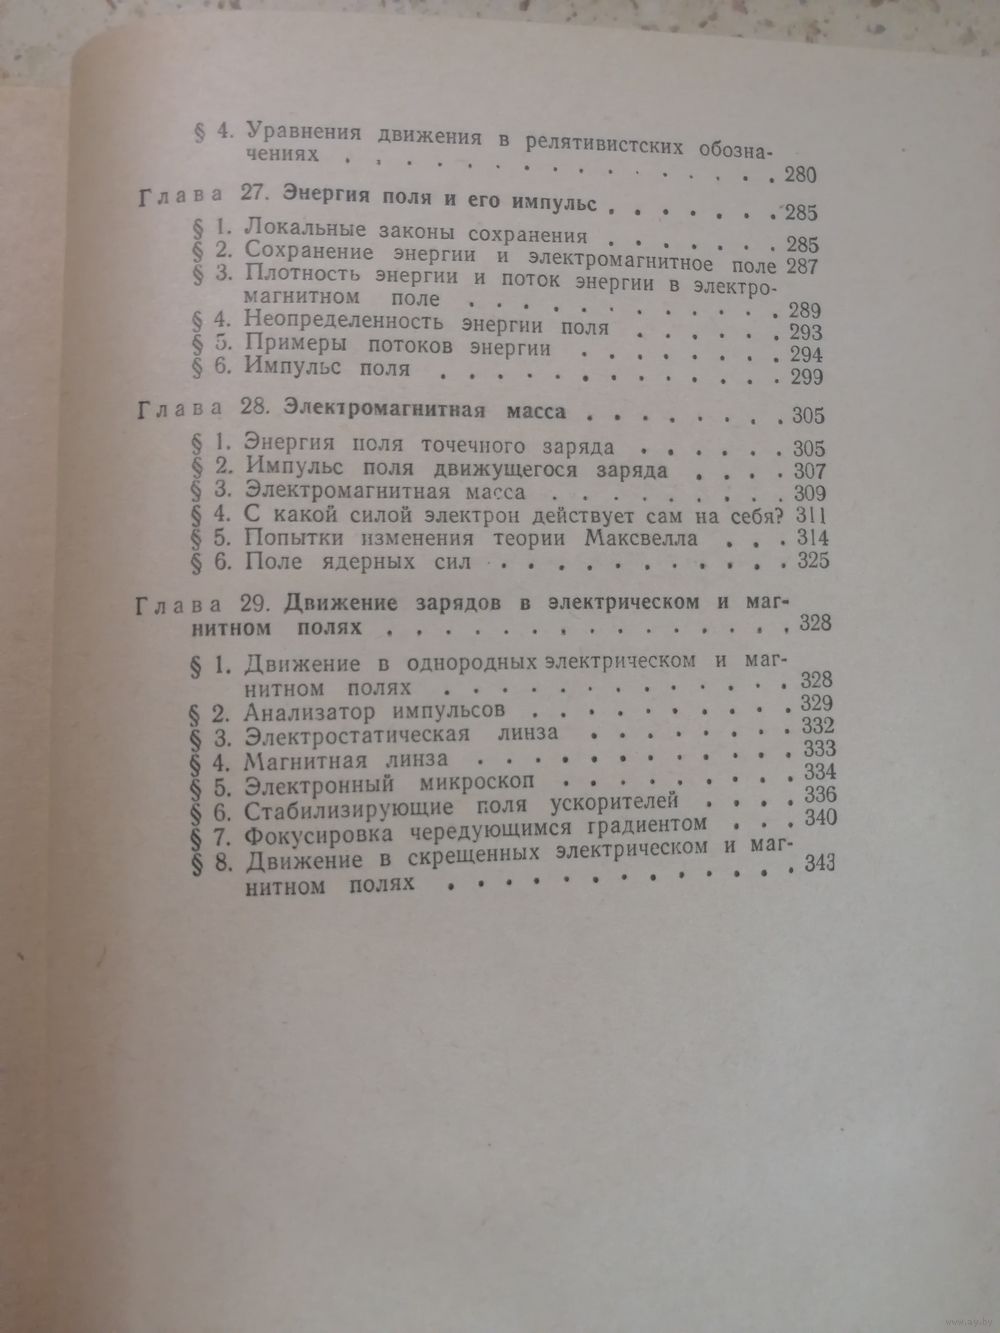 § 4. Уравнения движения в релятивистских обозна-
чениях . . . . . . . . . . . . . . . 280
Глава 27. Энергия поля и его импульс . . . . . . . 285
§ 1. Локальные законы сохранения . . . . . . . 285
§ 2. Сохранение энергии и электромагнитное поле 287
§ 3. Плотность энергии и поток энергии в электро-
магнитном поле . . . . . . . . . . . . 289
§ 4. Неопределенность энергии поля . . . . . . 293
§ 5. Примеры потоков энергии . . . . . . . . 294
§ 6. Импульс поля . . . . . . . . . . . . . 299
Глава 28. Электромагнитная масса . . . . . . . . 305
§ 1. Энергия поля точечного заряда . . . . . . 305
§ 2. Импульс поля движущегося заряда . . . . 307
§ 3. Электромагнитная масса . . . . . . . . . 309
§ 4. С какой силой электрон действует сам на себя? 311
§ 5. Попытки изменения теории Максвелла . . . 314
§ 6. Поле ядерных сил . . . . . . . . . . . 325
Глава 29. Движение зарядов в электрическом и маг-
нитном полях . . . . . . . . . . . . . . . 328
§ 1. Движение в однородных электрическом и маг-
нитном полях . . . . . . . . . . . . . 328
§ 2. Анализатор импульсов . . . . . . . . . . 329
§ 3. Электростатическая линза . . . . . . . . 332
§ 4. Магнитная линза . . . . . . . . . . . . 333
§ 5. Электронный микроскоп . . . . . . . . . 334
§ 6. Стабилизирующие поля ускорителей . . . . 336
§ 7. Фокусировка чередующимся градиентом . . . 340
§ 8. Движение в скрещенных электрическом и маг-
нитном полях . . . . . . . . . . . . . 343
www.ay.by